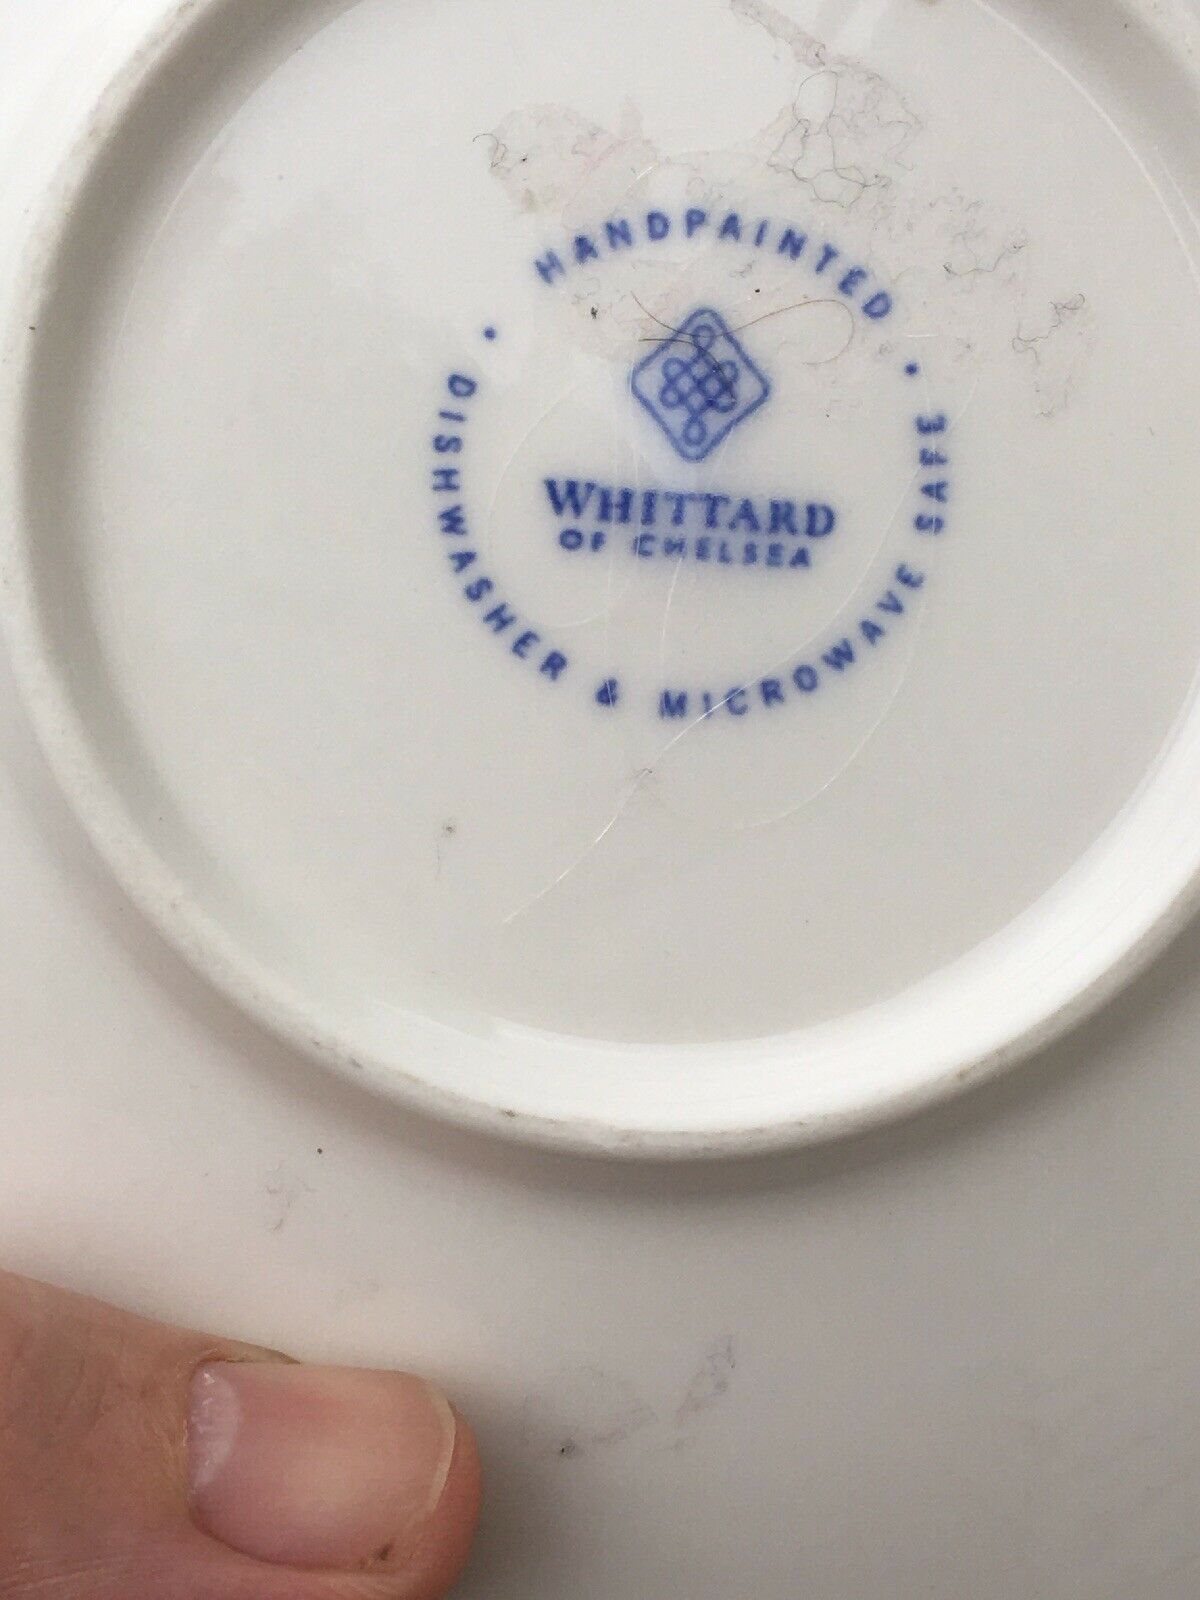 HANDPAINTED
WHITTARD
OF CHELSEA
• DISHWASHER & MICROWAVE SAFE •